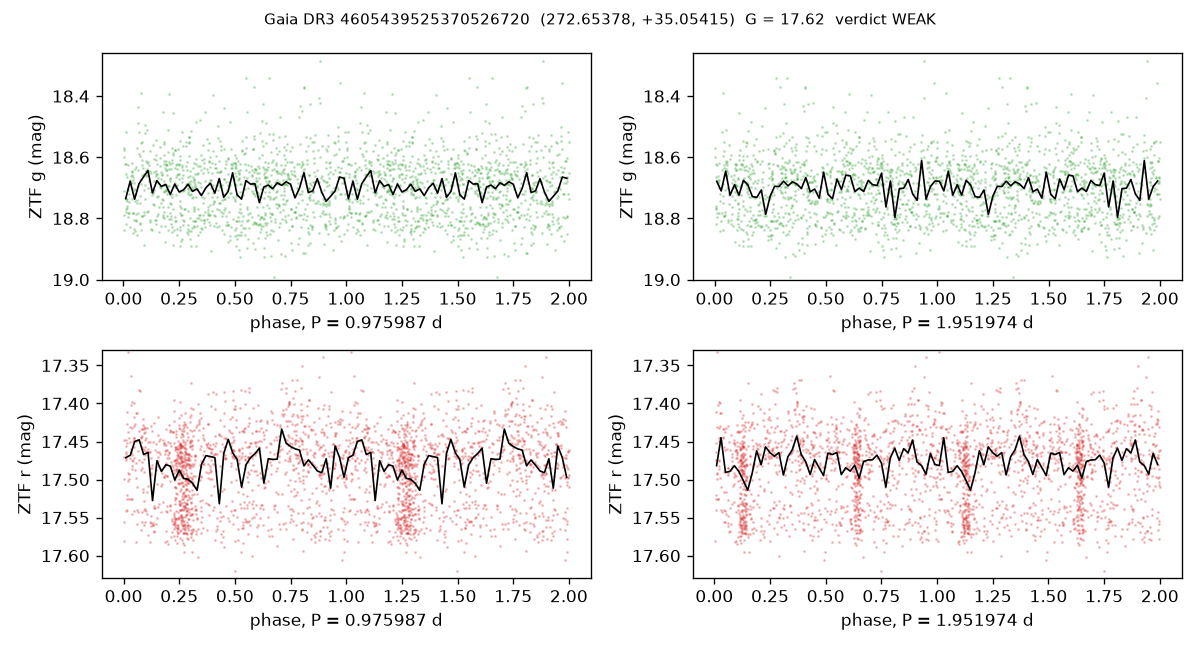 Gaia DR3 4605439525370526720 (272.65378, +35.05415) G = 17.62 verdict WEAK
ZTF g (mag)
18.4
18.6
18.8
19.0
0.00 0.25 0.50 0.75 1.00 1.25 1.50 1.75 2.00
phase, P = 0.975987 d
ZTF g (mag)
18.4
18.6
18.8
19.0
0.00 0.25 0.50 0.75 1.00 1.25 1.50 1.75 2.00
phase, P = 1.951974 d
ZTF r (mag)
17.35
17.40
17.45
17.50
17.55
17.60
0.00 0.25 0.50 0.75 1.00 1.25 1.50 1.75 2.00
phase, P = 0.975987 d
ZTF r (mag)
17.35
17.40
17.45
17.50
17.55
17.60
0.00 0.25 0.50 0.75 1.00 1.25 1.50 1.75 2.00
phase, P = 1.951974 d